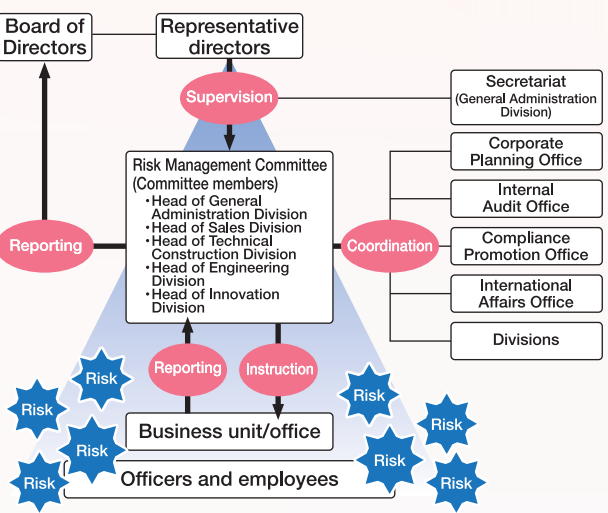 Board of
Directors
Representative
directors
Supervision
Secretariat
(General Administration
Division)
Corporate
Planning Office
Internal
Audit Office
Compliance
Promotion Office
International
Affairs Office
Divisions
Risk Management Committee
(Committee members)
・Head of General
Administration Division
・Head of Sales Division
・Head of Technical
Construction Division
・Head of Engineering
Division
・Head of Innovation
Division
Reporting
Coordination
Reporting
Instruction
Risk
Risk
Risk
Risk
Risk
Risk
Risk
Risk
Business unit/office
Officers and employees